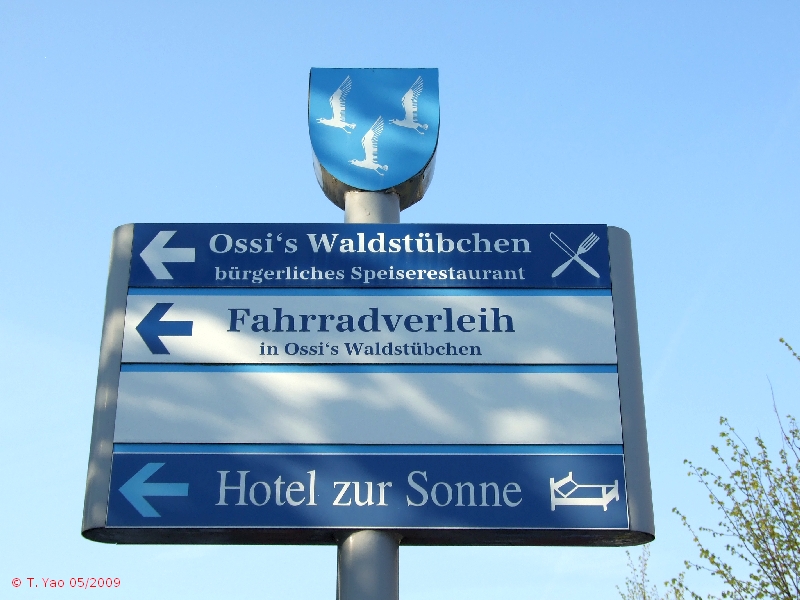 Ossi‘s Waldstübchen
bürgerliches Speiserestaurant
Fahrradverleih
in Ossi‘s Waldstübchen
Hotel zur Sonne
© T. Yao 05/2009